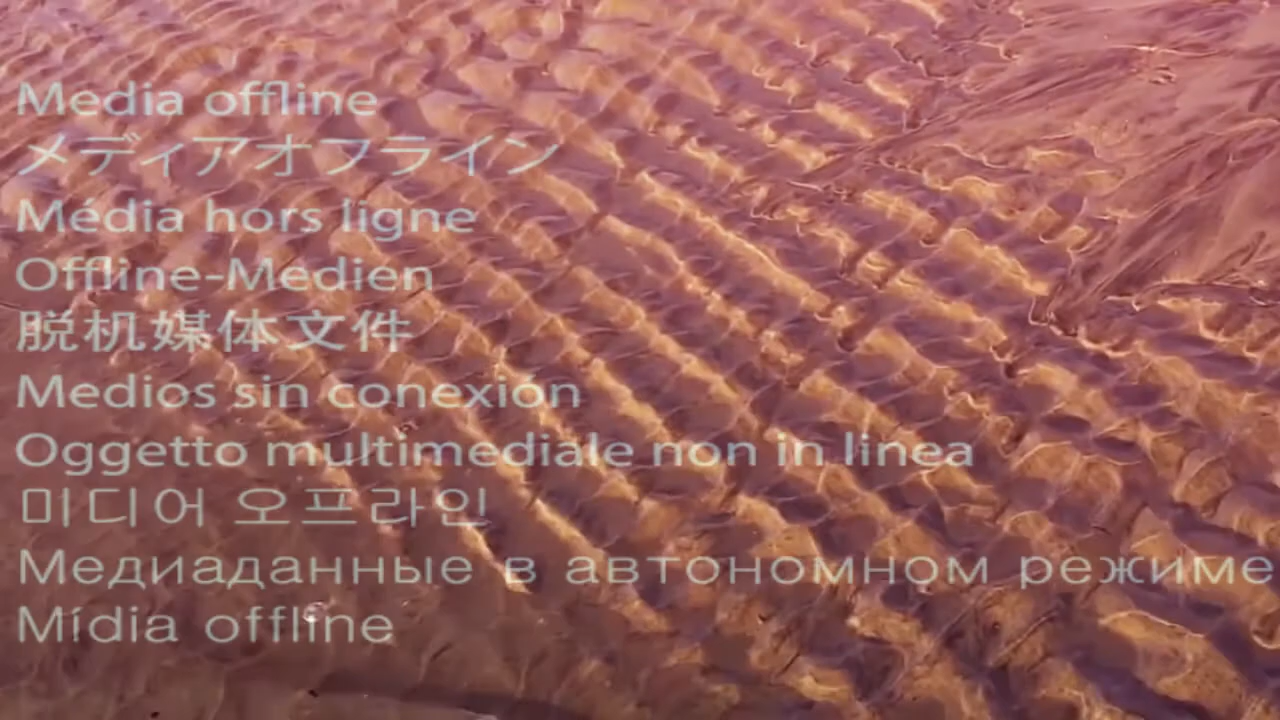 Media offline
メディアオフライン
Média hors ligne
Offline-Medien
脱机媒体文件
Medios sin conexión
Oggetto multimediale non in linea
미디어 오프라인
Медиаданные в автономном режиме
Mídia offline